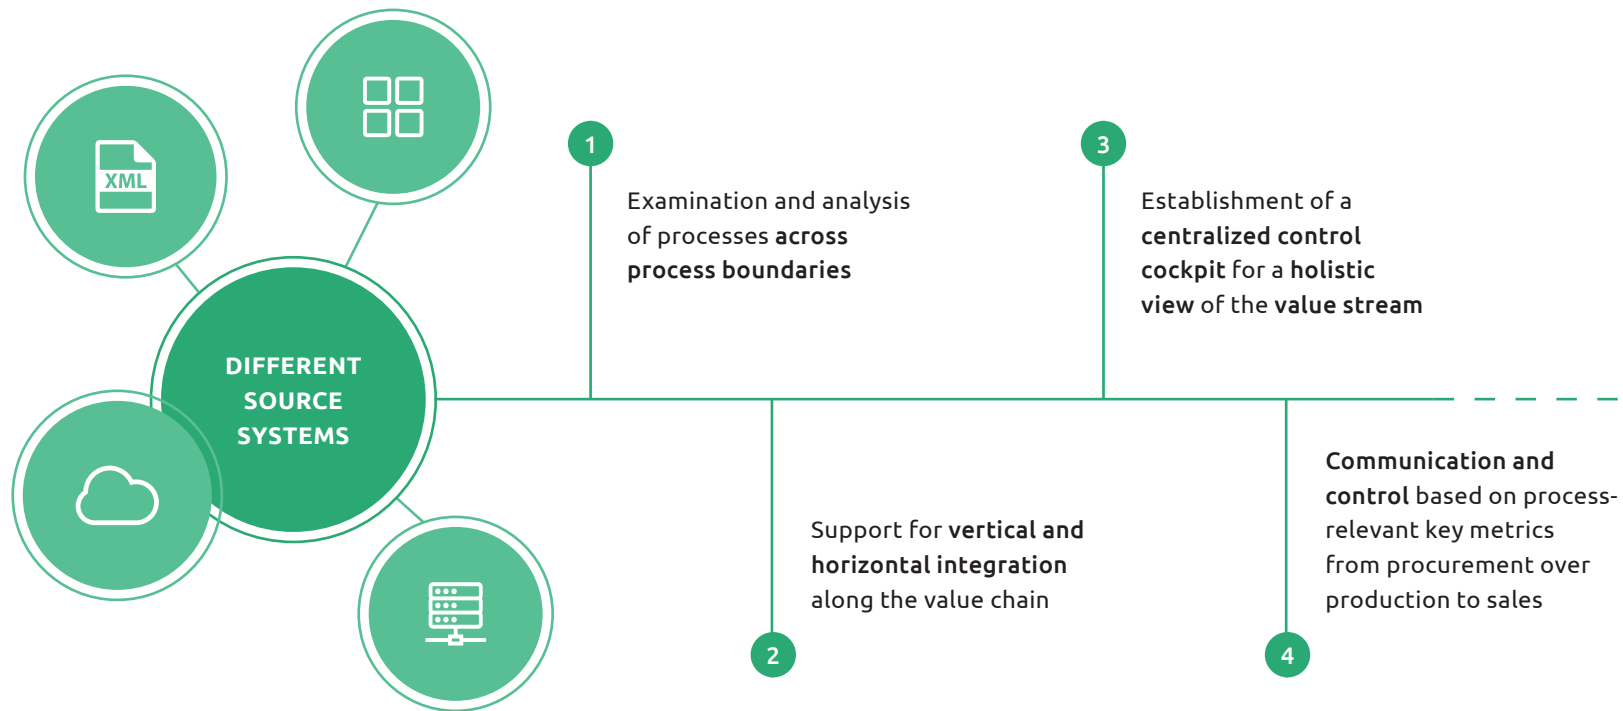 XML
DIFFERENT
SOURCE
SYSTEMS
1
Examination and analysis
of processes across
process boundaries
2
Support for vertical and
horizontal integration
along the value chain
3
Establishment of a
centralized control
cockpit for a holistic
view of the value stream
4
Communication and
control based on process-
relevant key metrics
from procurement over
production to sales